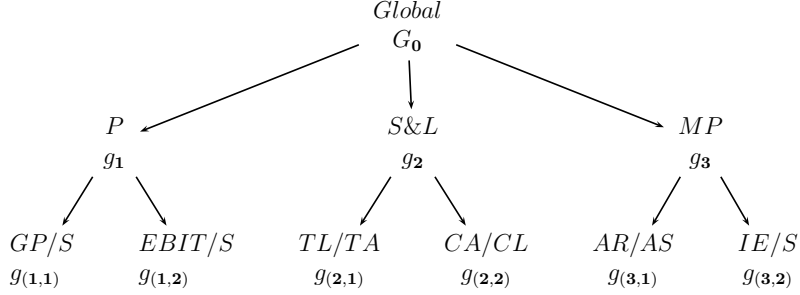 Global
G₀
P S&L MP
g₁ g₂ g₃
GP/S EBIT/S TL/TA CA/CL AR/AS IE/S
g₍₁,₁₎ g₍₁,₂₎ g₍₂,₁₎ g₍₂,₂₎ g₍₃,₁₎ g₍₃,₂₎